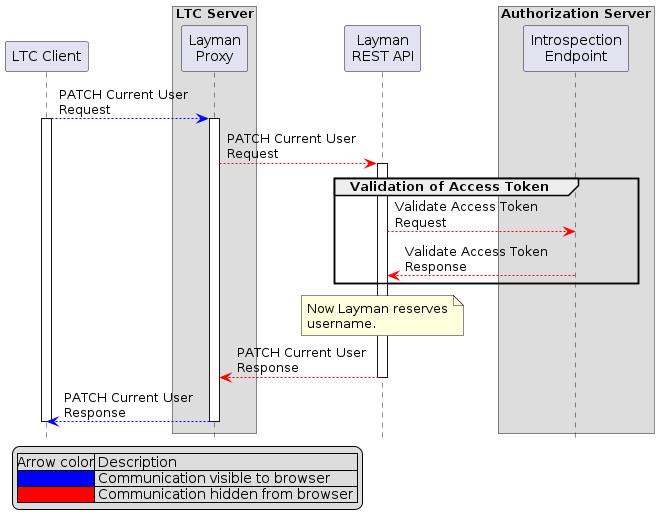 LTC Server
Authorization Server
LTC Client
Layman
Proxy
Layman
REST API
Introspection
Endpoint
PATCH Current User
Request
PATCH Current User
Request
Validation of Access Token
Validate Access Token
Request
Validate Access Token
Response
Now Layman reserves
username.
PATCH Current User
Response
PATCH Current User
Response
Arrow color Description
Communication visible to browser
Communication hidden from browser